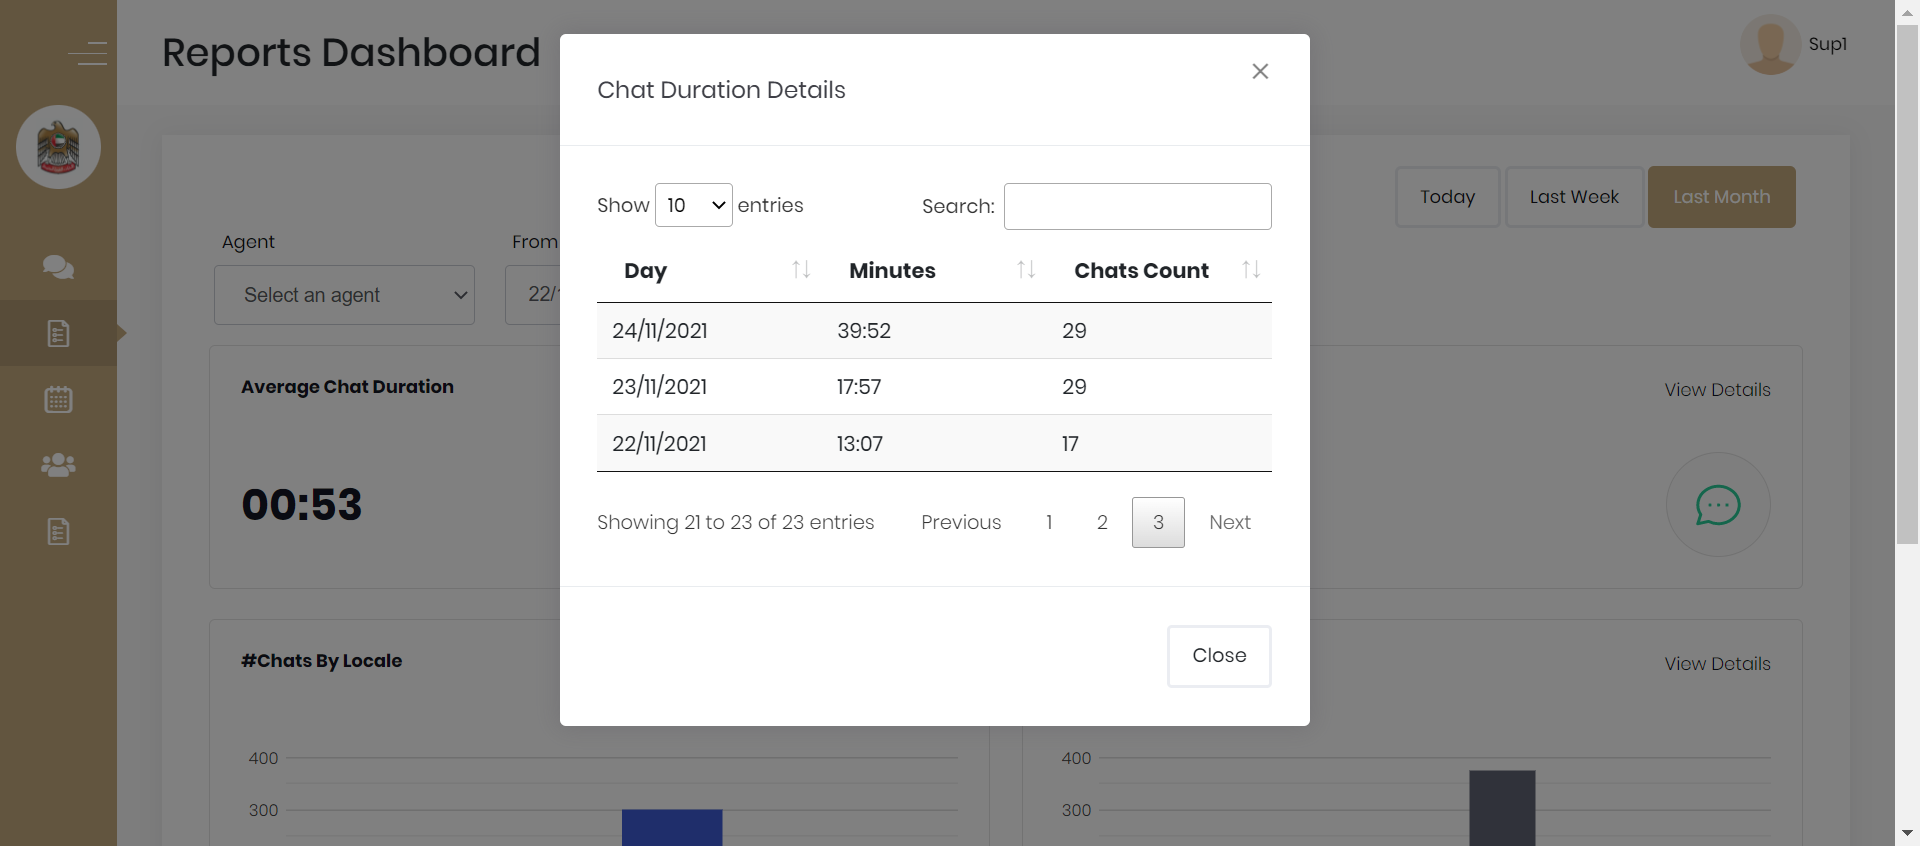 Reports Dashboard
Sup1
Chat Duration Details
Today
Last Week
Last Month
Show 10 entries
Search:
Agent
From
Select an agent
22/
Day
Minutes
Chats Count
24/11/2021 39:52 29
23/11/2021 17:57 29
22/11/2021 13:07 17
Average Chat Duration
View Details
00:53
Showing 21 to 23 of 23 entries
Previous 1 2 3 Next
Close
#Chats By Locale
View Details
400
300
400
300